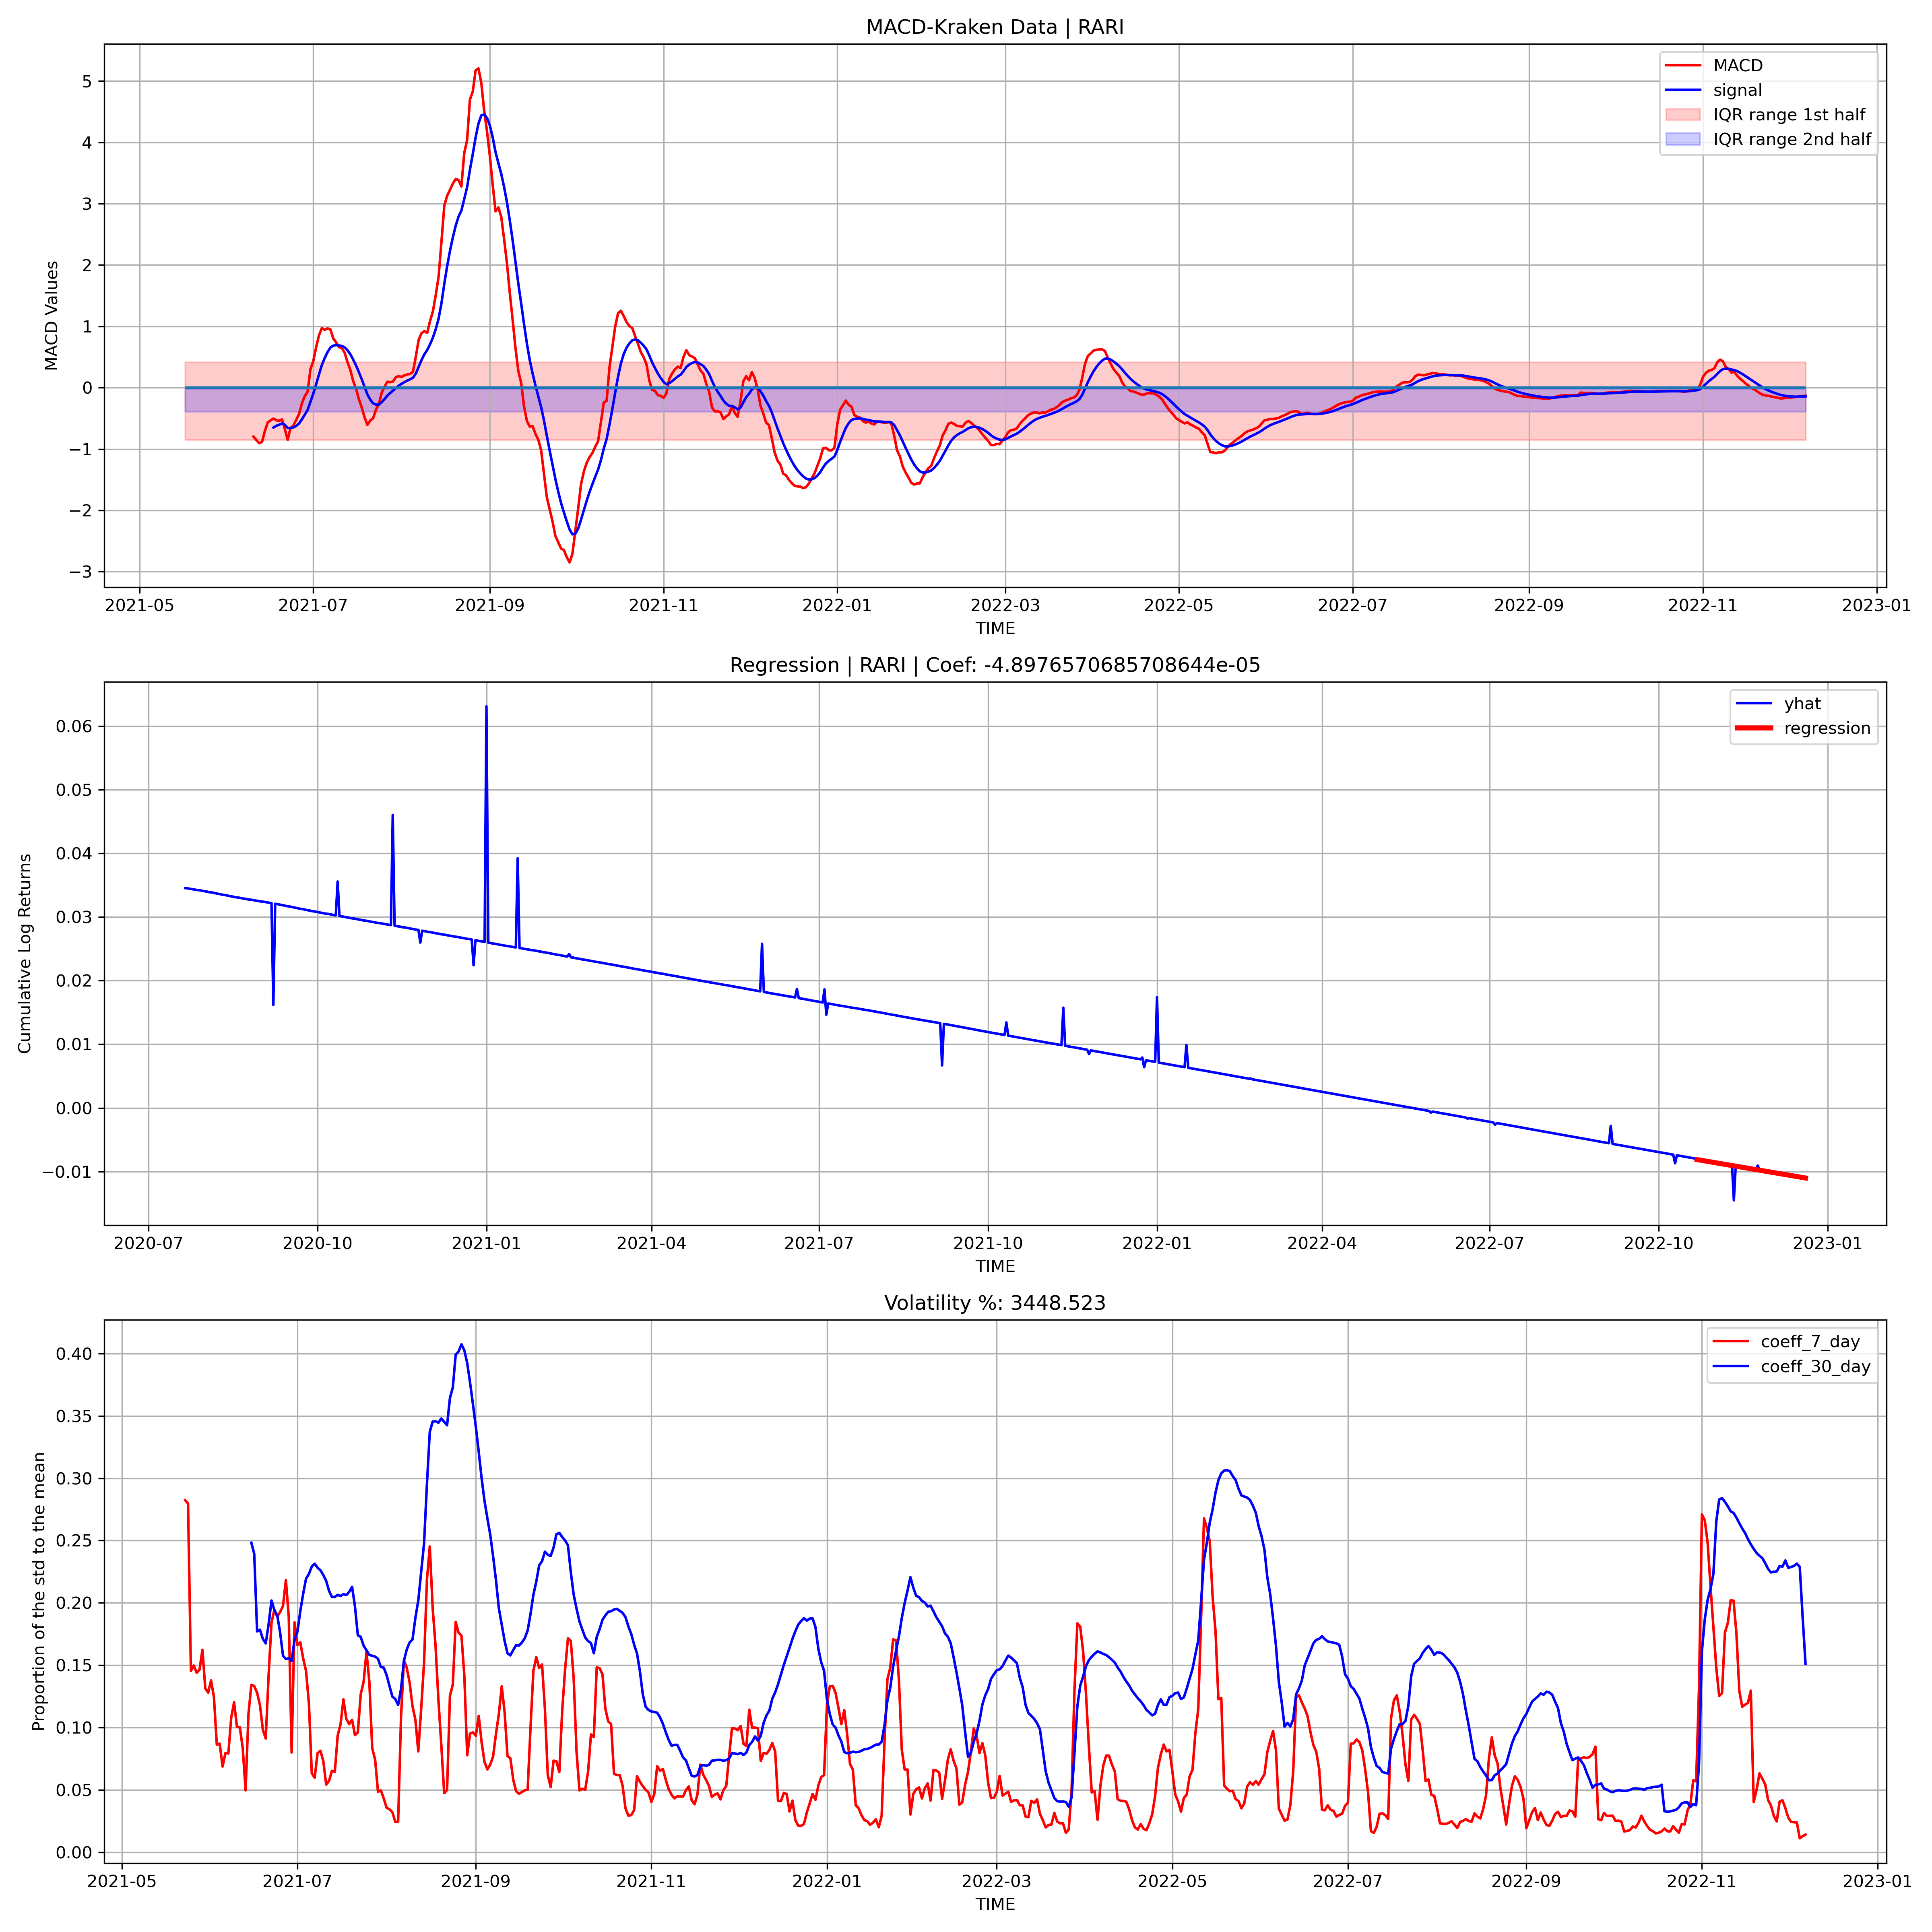 MACD-Kraken Data | RARI
MACD
signal
IQR range 1st half
IQR range 2nd half
MACD Values
5
4
3
2
1
0
−1
−2
−3
2021-05 2021-07 2021-09 2021-11 2022-01 2022-03 2022-05 2022-07 2022-09 2022-11 2023-01
TIME
Regression | RARI | Coef: -4.8976570685708644e-05
yhat
regression
Cumulative Log Returns
0.06
0.05
0.04
0.03
0.02
0.01
0.00
−0.01
2020-07 2020-10 2021-01 2021-04 2021-07 2021-10 2022-01 2022-04 2022-07 2022-10 2023-01
TIME
Volatility %: 3448.523
coeff_7_day
coeff_30_day
Proportion of the std to the mean
0.40
0.35
0.30
0.25
0.20
0.15
0.10
0.05
0.00
2021-05 2021-07 2021-09 2021-11 2022-01 2022-03 2022-05 2022-07 2022-09 2022-11 2023-01
TIME